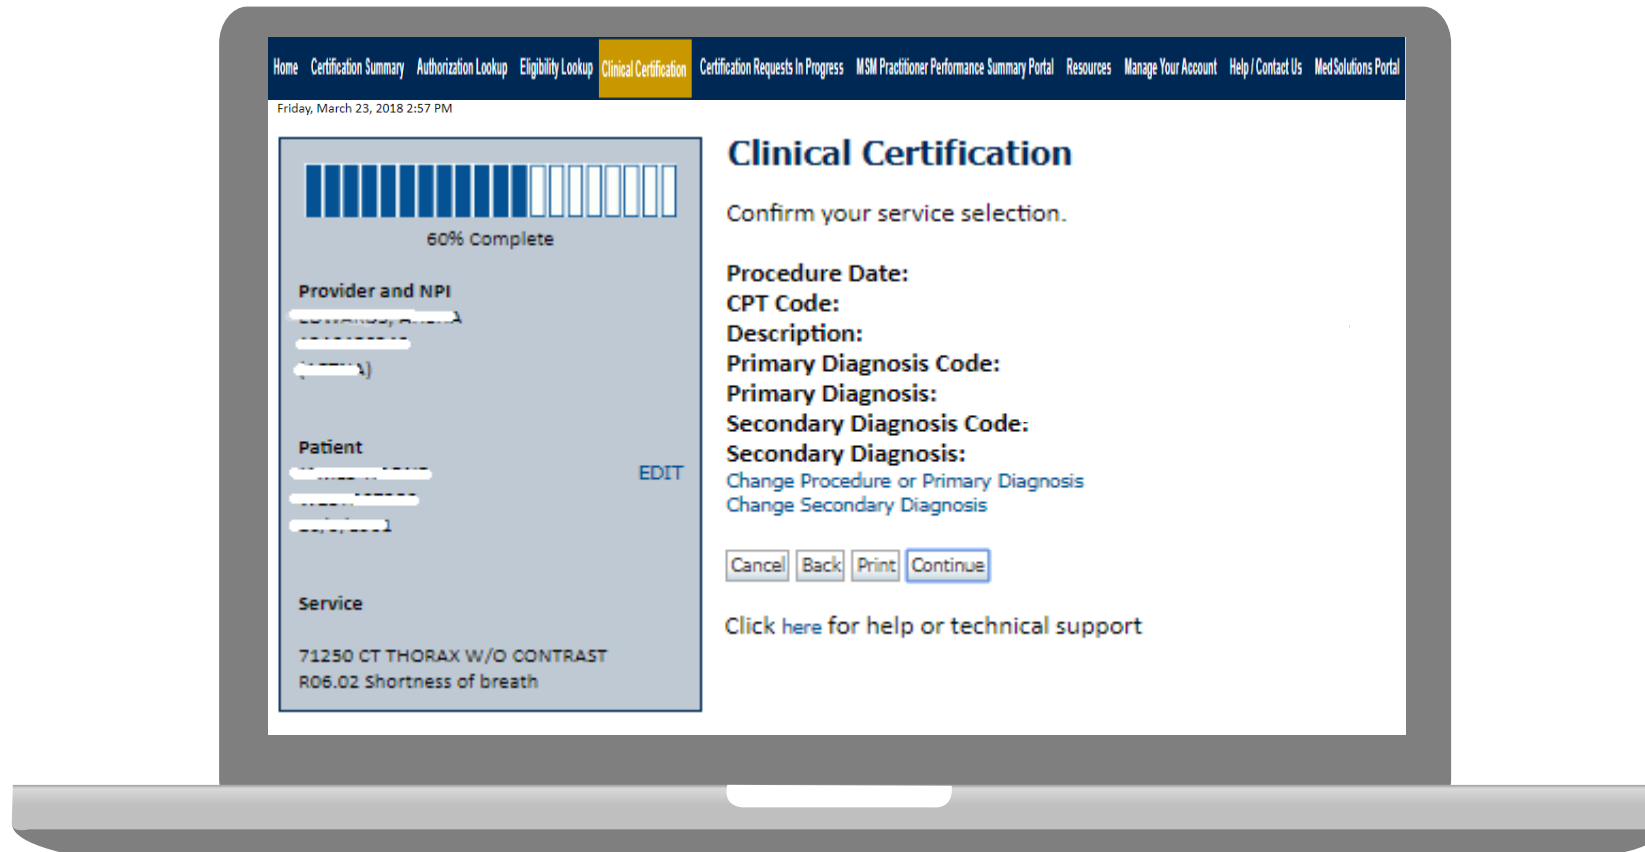 Home Certification Summary Authorization Lookup Eligibility Lookup Clinical Certification Certification Requests In Progress MSM Practitioner Performance Summary Portal Resources Manage Your Account Help / Contact Us MedSolutions Portal
Friday, March 23, 2018 2:57 PM
60% Complete
Provider and NPI
Patient
EDIT
Service
71250 CT THORAX W/O CONTRAST
R06.02 Shortness of breath
Clinical Certification
Confirm your service selection.
Procedure Date:
CPT Code:
Description:
Primary Diagnosis Code:
Primary Diagnosis:
Secondary Diagnosis Code:
Secondary Diagnosis:
Change Procedure or Primary Diagnosis
Change Secondary Diagnosis
Cancel Back Print Continue
Click here for help or technical support